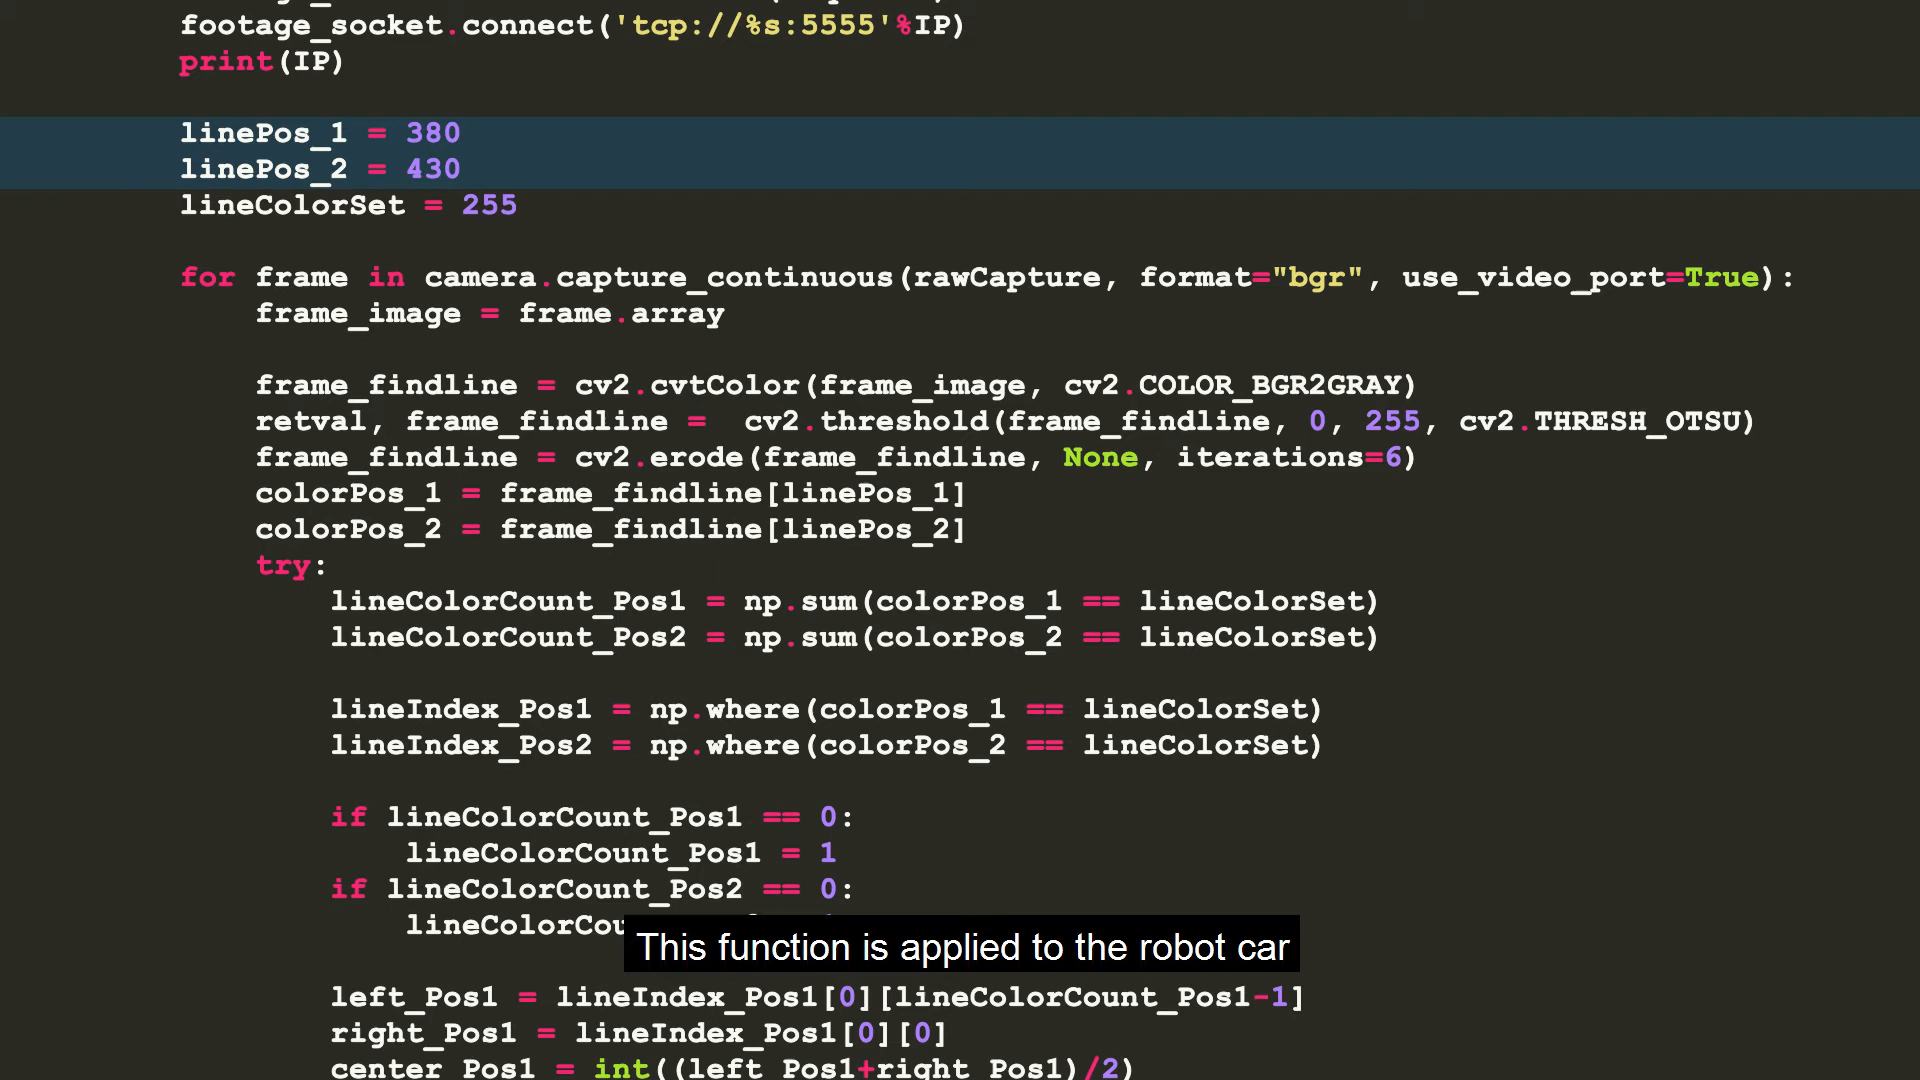 footage_socket.connect('tcp://%s:5555'%IP)
print(IP)
linePos_1 = 380
linePos_2 = 430
lineColorSet = 255
for frame in camera.capture_continuous(rawCapture, format="bgr", use_video_port=True):
frame_image = frame.array
frame_findline = cv2.cvtColor(frame_image, cv2.COLOR_BGR2GRAY)
retval, frame_findline =  cv2.threshold(frame_findline, 0, 255, cv2.THRESH_OTSU)
frame_findline = cv2.erode(frame_findline, None, iterations=6)
colorPos_1 = frame_findline[linePos_1]
colorPos_2 = frame_findline[linePos_2]
try:
lineColorCount_Pos1 = np.sum(colorPos_1 == lineColorSet)
lineColorCount_Pos2 = np.sum(colorPos_2 == lineColorSet)
lineIndex_Pos1 = np.where(colorPos_1 == lineColorSet)
lineIndex_Pos2 = np.where(colorPos_2 == lineColorSet)
if lineColorCount_Pos1 == 0:
lineColorCount_Pos1 = 1
if lineColorCount_Pos2 == 0:
lineColorCou
This function is applied to the robot car
left_Pos1 = lineIndex_Pos1[0][lineColorCount_Pos1-1]
right_Pos1 = lineIndex_Pos1[0][0]
center_Pos1 = int((left_Pos1+right_Pos1)/2)